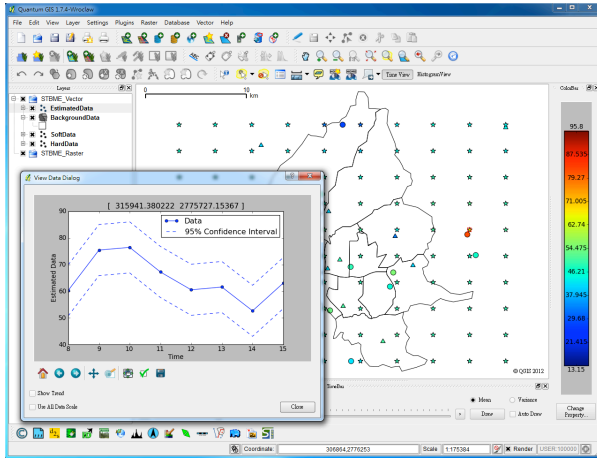 Quantum GIS 1.7.4-Wroclaw
File Edit View Layer Settings Plugins Raster Database Vector Help
Time View HistogramView
Layers
STBME_Vector
EstimatedData
BackgroundData
SoftData
HardData
STBME_Raster
0 10
km
ColorBar
95.8
87.535
79.27
71.005
62.74
54.475
46.21
37.945
29.68
21.415
13.15
© QGIS 2012
View Data Dialog
[ 315941.380222 2775727.15367 ]
Data
95% Confidence Interval
Estimated Data
90
80
70
60
50
40
8 9 10 11 12 13 14 15
Time
Show Trend
Use All Data Scale
Close
TimeBar
Mean Variance
Draw Auto Draw
Change
Property...
Coordinate: 306864,2776253 Scale 1:175384 Render USER:100000